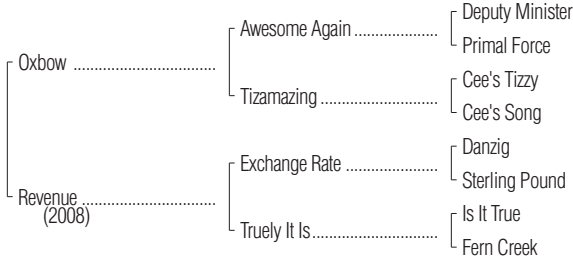 Deputy Minister
Awesome Again ....................
Primal Force
Oxbow ..................................
Cee's Tizzy
Tizamazing ............................
Cee's Song
Danzig
Exchange Rate ......................
Sterling Pound
Revenue ................................
(2008)
Is It True
Truely It Is..............................
Fern Creek